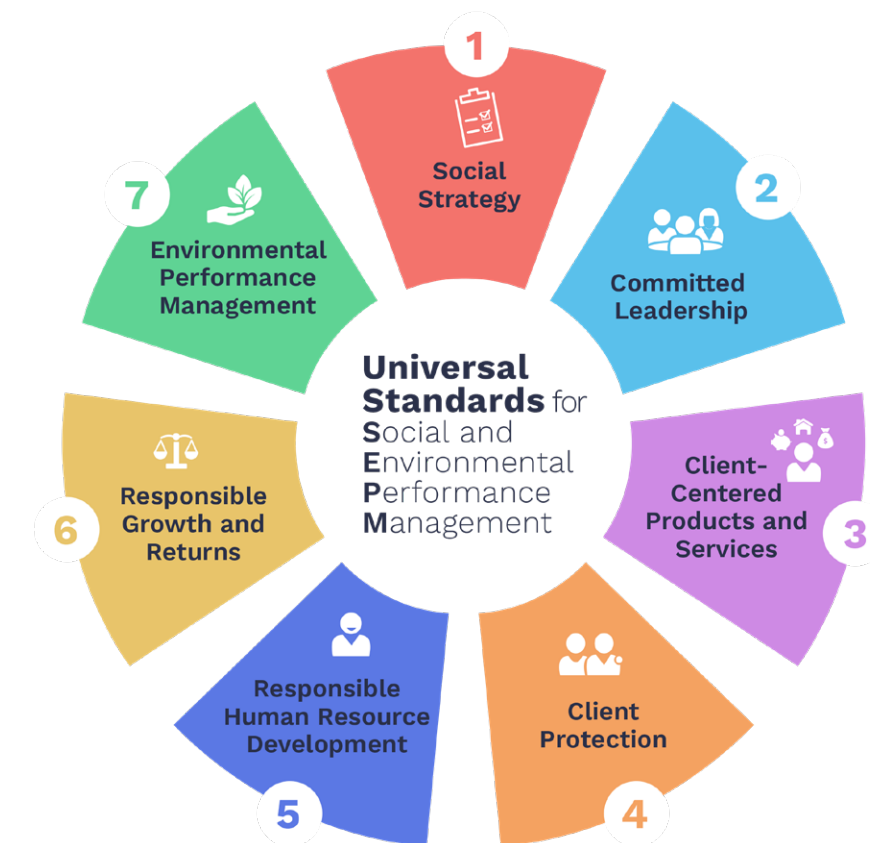 1
Social
Strategy
2
Committed
Leadership
3
Client-
Centered
Products and
Services
4
Client
Protection
5
Responsible
Human Resource
Development
6
Responsible
Growth and
Returns
7
Environmental
Performance
Management
Universal
Standards for
Social and
Environmental
Performance
Management